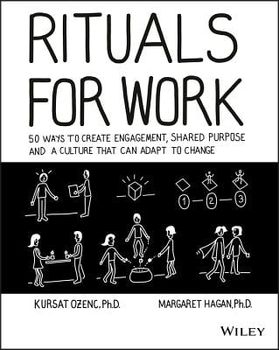 RITUALS
FOR WORK
50 WAYS TO CREATE ENGAGEMENT, SHARED PURPOSE
AND A CULTURE THAT CAN ADAPT TO CHANGE
1 2 3
KURSAT OZENC, Ph.D. MARGARET HAGAN, Ph.D.
WILEY